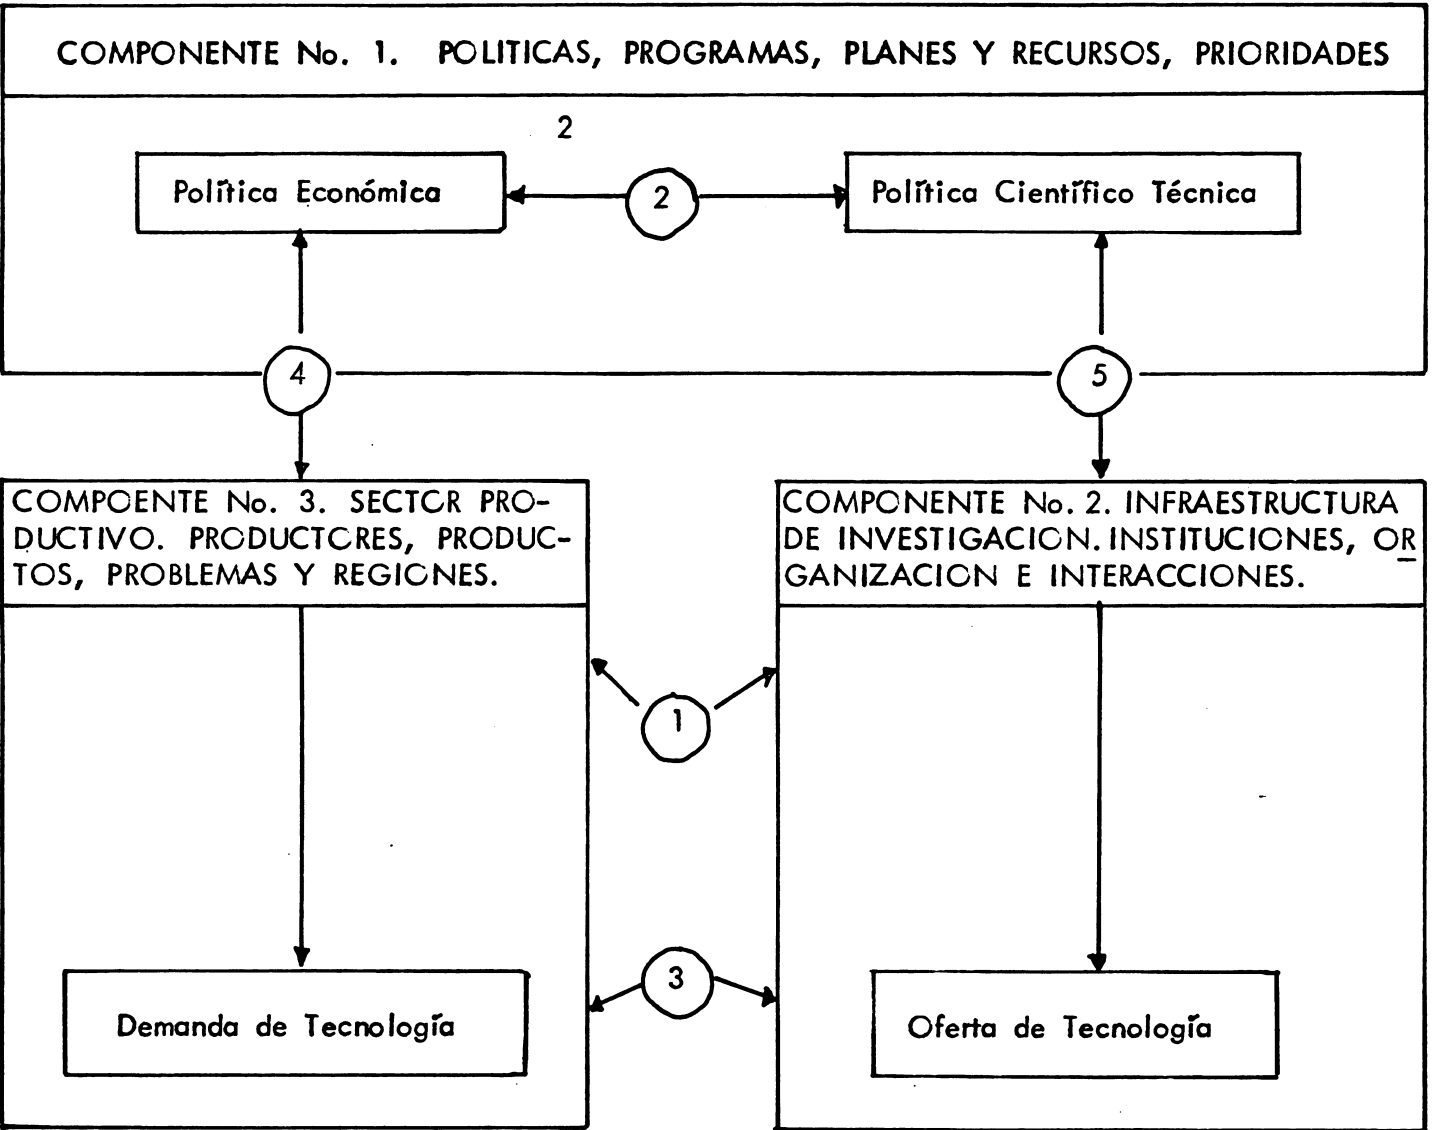 COMPONENTE No. 1. POLITICAS, PROGRAMAS, PLANES Y RECURSOS, PRIORIDADES
2
Política Económica
2
Política Científico Técnica
4
5
COMPOENTE No. 3. SECTOR PRO-
DUCTIVO. PRODUCTORES, PRODUC-
TOS, PROBLEMAS Y REGIONES.
COMPONENTE No. 2. INFRAESTRUCTURA
DE INVESTIGACION. INSTITUCIONES, OR
GANIZACION E INTERACCIONES.
1
3
Demanda de Tecnología
Oferta de Tecnología